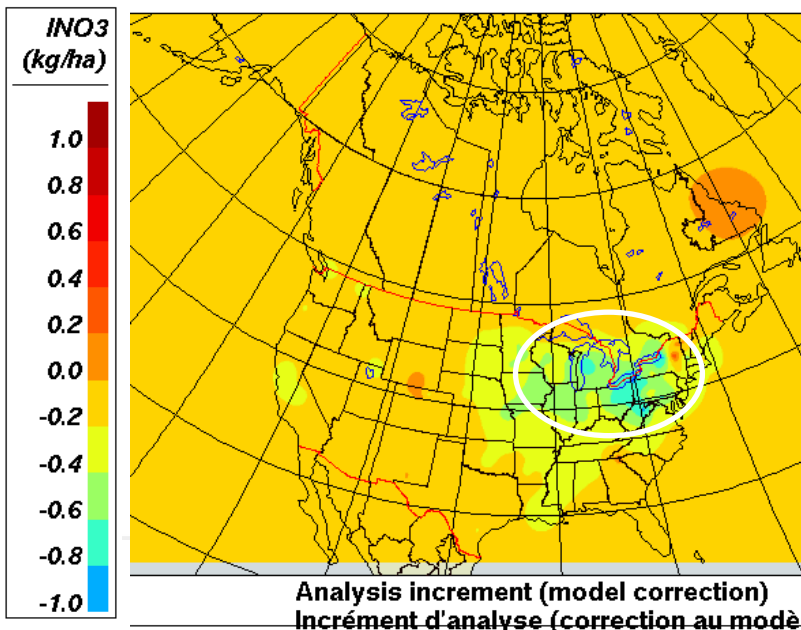 INO3
(kg/ha)
1.0
0.8
0.6
0.4
0.2
0.0
-0.2
-0.4
-0.6
-0.8
-1.0
Analysis increment (model correction)
Incrément d'analyse (correction au modè